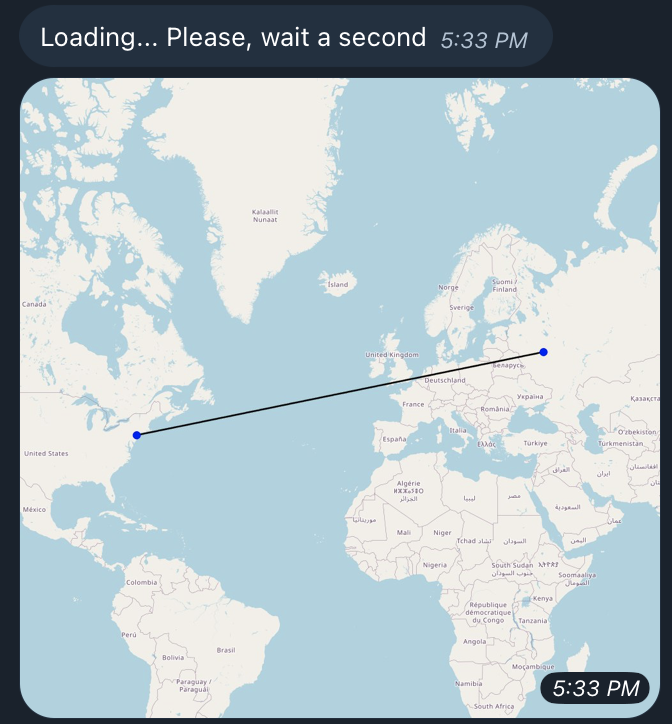 Loading... Please, wait a second 5:33 PM
Kalaallit
Nunaat
Ísland
Canada
Norge
Suomi /
Finland
Sverige
United Kingdom
Беларусь
Deutschland
Україна
France
România
Қазақста
España
Italia
Ελλάς
Türkiye
O'zbekiston
Türkmenistan
United States
العراق
ایران
افغانستان
Algérie
ⵍⵣⵣⴰⵢⴻⵔ
الجزائر
ليبيا
مصر
السعودية
México
موريتانيا
عمان
Mali
Niger
Tchad تشاد
السودان
اليمن
Nigeria
South Sudan
جنوب السودان
Soomaaliya
الصومال
Colombia
Kenya
République
démocratique
du Congo
Tanzania
Perú
Brasil
Angola
Bolivia
Moçambique
Paraguay /
Paraguái
Namibia
South Africa
5:33 PM